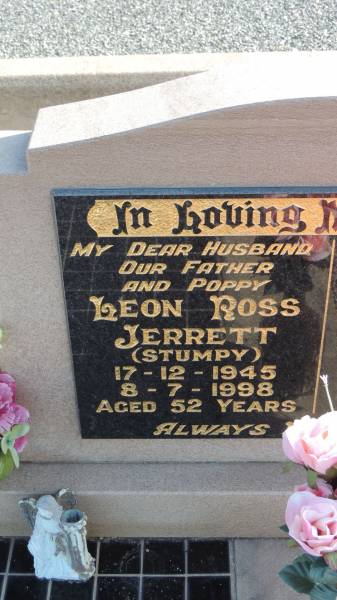 In Loving
My Dear Husband
Our Father
and Poppy
Leon Ross
Jerrett
(Stumpy)
17-12-1945
8-7-1998
Aged 52 Years
Always